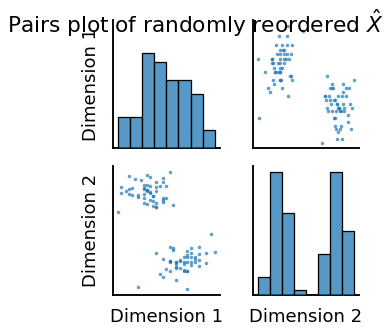 Pairs plot of randomly reordered X̂
Dimension 1
Dimension 2
Dimension 1
Dimension 2